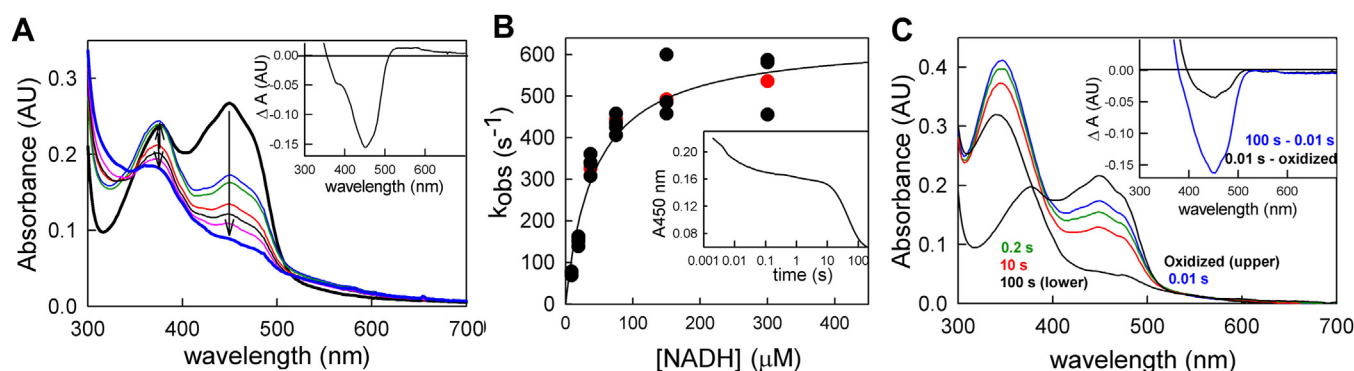 A
Absorbance (AU)
0.3
0.2
0.1
0.0
300 400 500 600 700
wavelength (nm)
Δ A (AU)
0.00
-0.05
-0.10
-0.15
300 400 500 600
wavelength (nm)
B
kobs (s-1)
600
500
400
300
200
100
0
0 100 200 300 400
[NADH] (μM)
A450 nm
0.20
0.16
0.12
0.08
0.001 0.01 0.1 1 10 100
time (s)
C
Absorbance (AU)
0.4
0.3
0.2
0.1
0.0
300 400 500 600 700
wavelength (nm)
0.2 s
10 s
100 s (lower)
Oxidized (upper)
0.01 s
Δ A (AU)
0.00
-0.05
-0.10
-0.15
100 s - 0.01 s
0.01 s - oxidized
300 400 500 600
wavelength (nm)